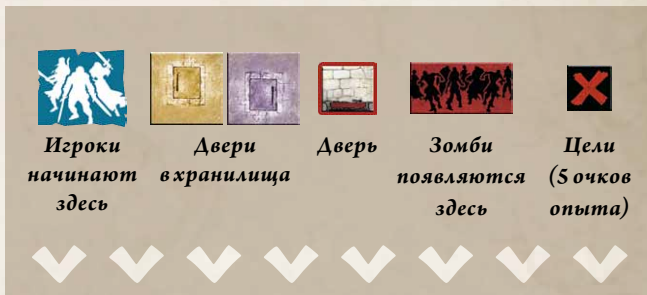 Игроки
начинают
здесь
Двери
в хранилища
Дверь
Зомби
появляются
здесь
Цели
(5 очков
опыта)